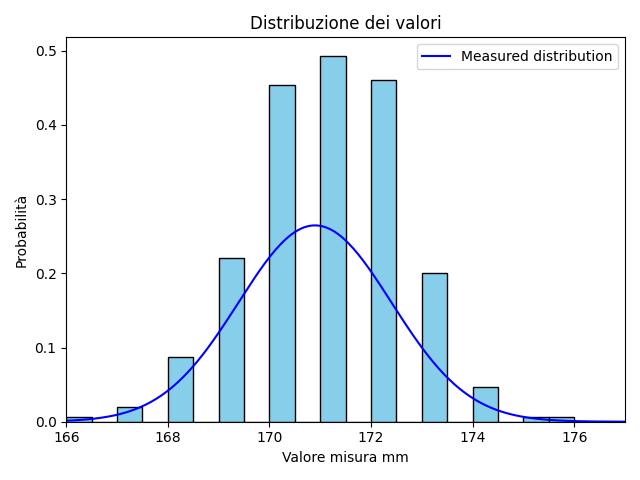 Distribuzione dei valori
Measured distribution
0.5
0.4
0.3
0.2
0.1
0.0
Probabilità
166 168 170 172 174 176
Valore misura mm